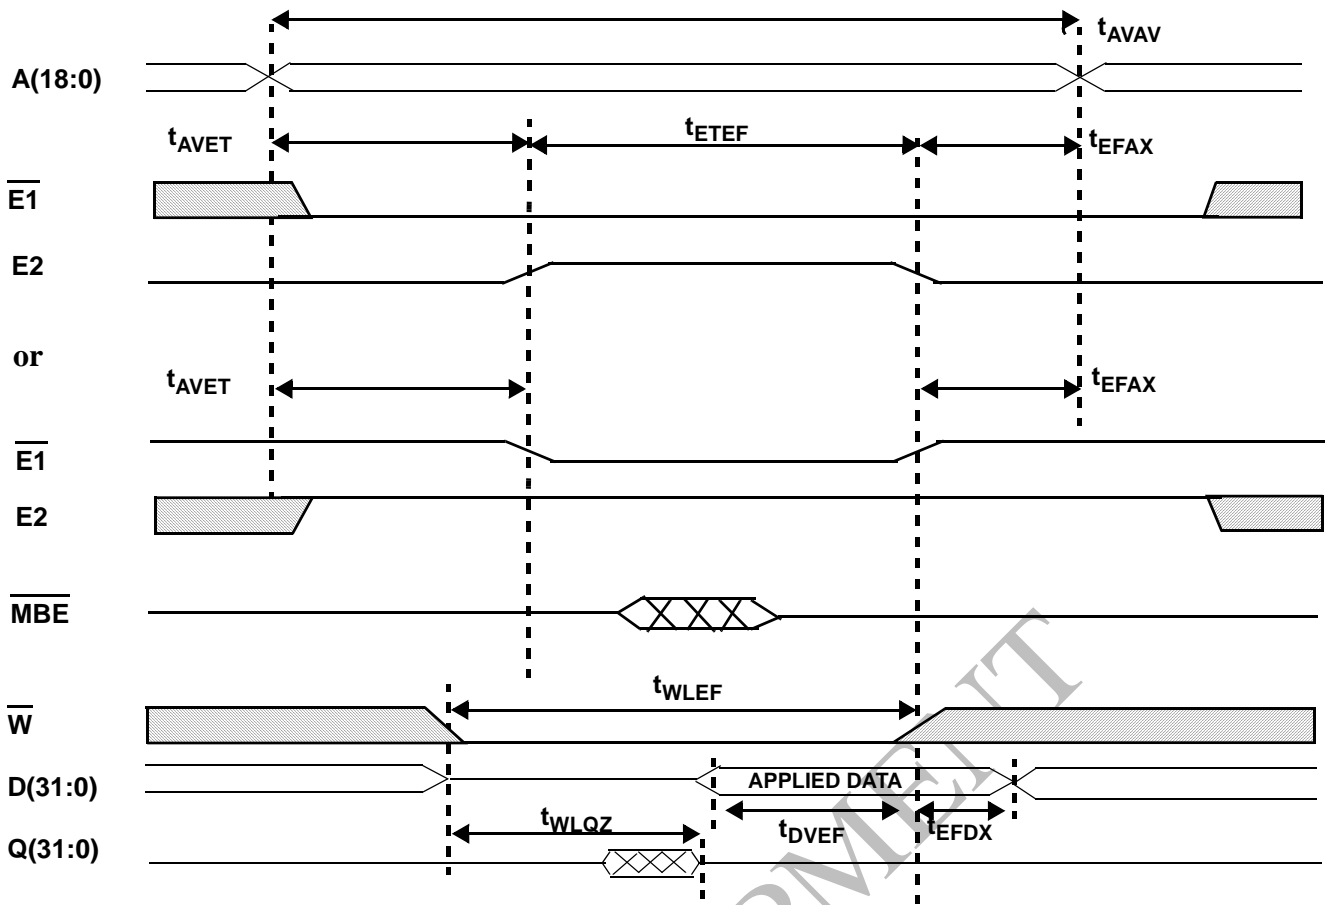 tAVAV
A(18:0)
tAVET
tETEF
tEFAX
E1
E2
or
tAVET
tEFAX
E1
E2
MBE
tWLEF
W
D(31:0)
APPLIED DATA
tWLQZ
tDVEF
tEFDX
Q(31:0)